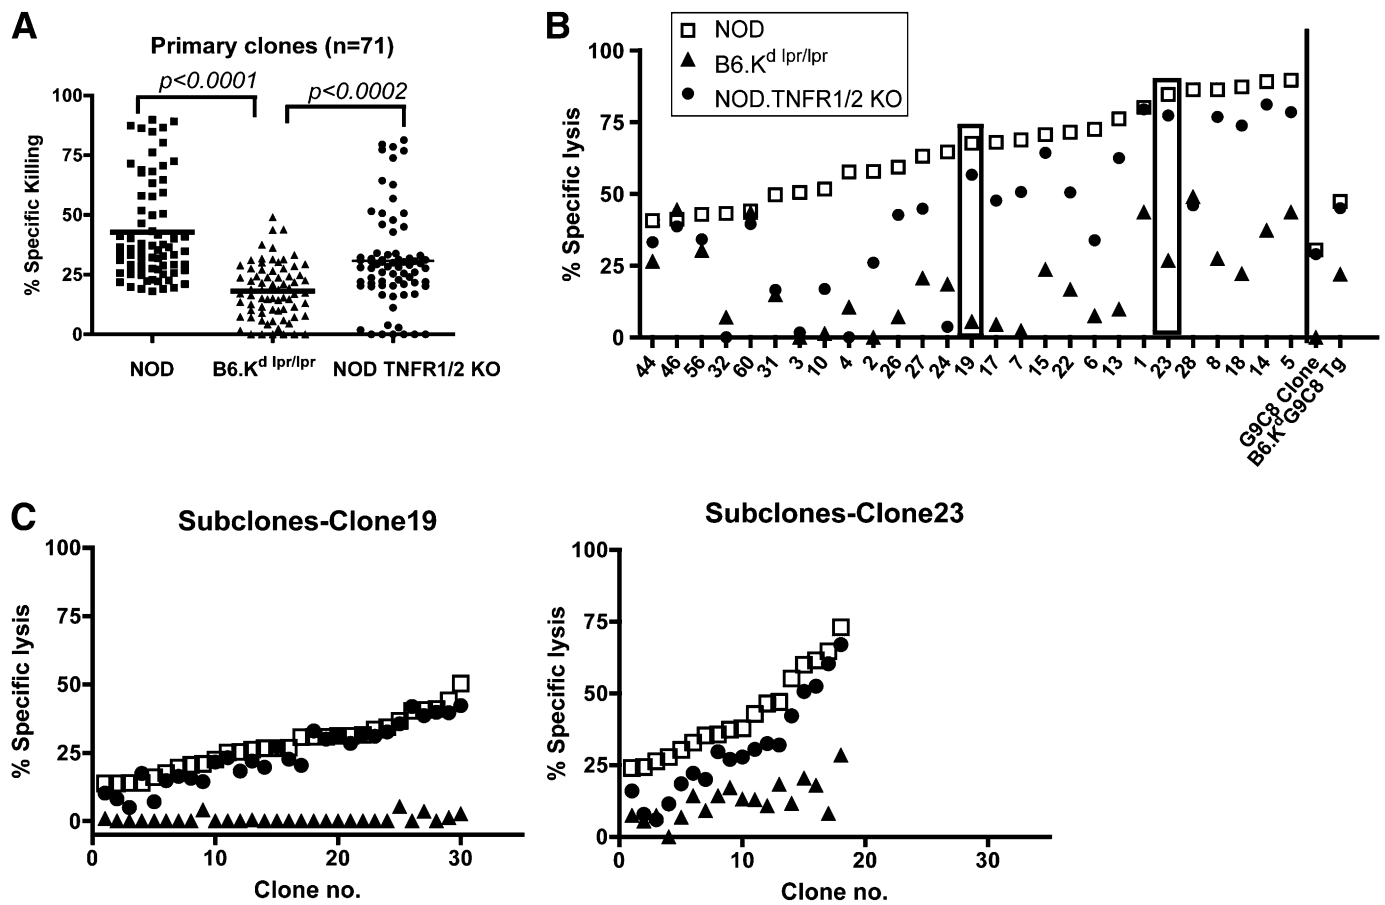 A
Primary clones (n=71)
p<0.0001
p<0.0002
% Specific Killing
100
75
50
25
0
NOD
B6.Kd lpr/lpr
NOD TNFR1/2 KO
B
NOD
B6.Kd lpr/lpr
NOD.TNFR1/2 KO
% Specific lysis
100
75
50
25
0
44 46 56 32 60 31 3 10 4 2 26 27 24 19 17 7 15 22 6 13 1 23 28 8 18 14 5
G9C8 Clone
B6.KdG9C8 Tg
C
Subclones-Clone19
% Specific lysis
100
75
50
25
0
0 10 20 30
Clone no.
Subclones-Clone23
% Specific lysis
100
75
50
25
0
0 10 20 30
Clone no.